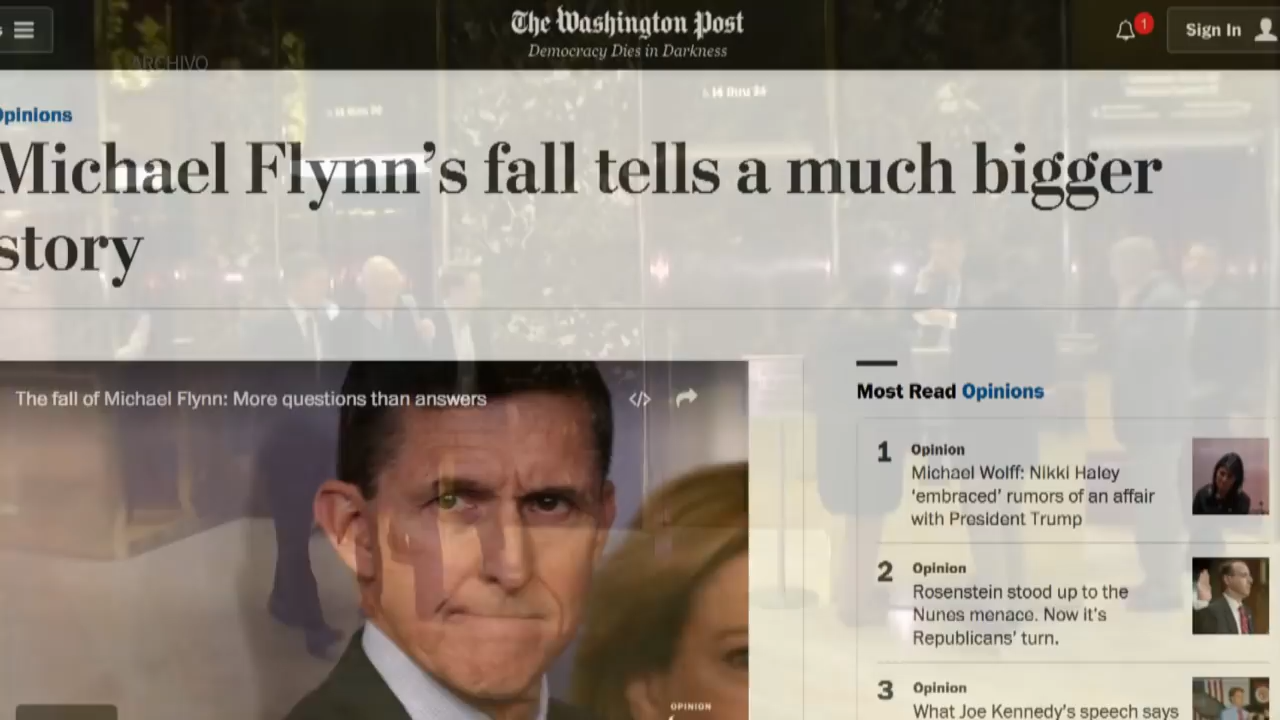 s
The Washington Post
Democracy Dies in Darkness
1
Sign In
ARCHIVO
Opinions
Michael Flynn's fall tells a much bigger
story
The fall of Michael Flynn: More questions than answers
Most Read Opinions
1
Opinion
Michael Wolff: Nikki Haley
'embraced' rumors of an affair
with President Trump
2
Opinion
Rosenstein stood up to the
Nunes menace. Now it's
Republicans' turn.
3
Opinion
What Joe Kennedy's speech says
OPINION